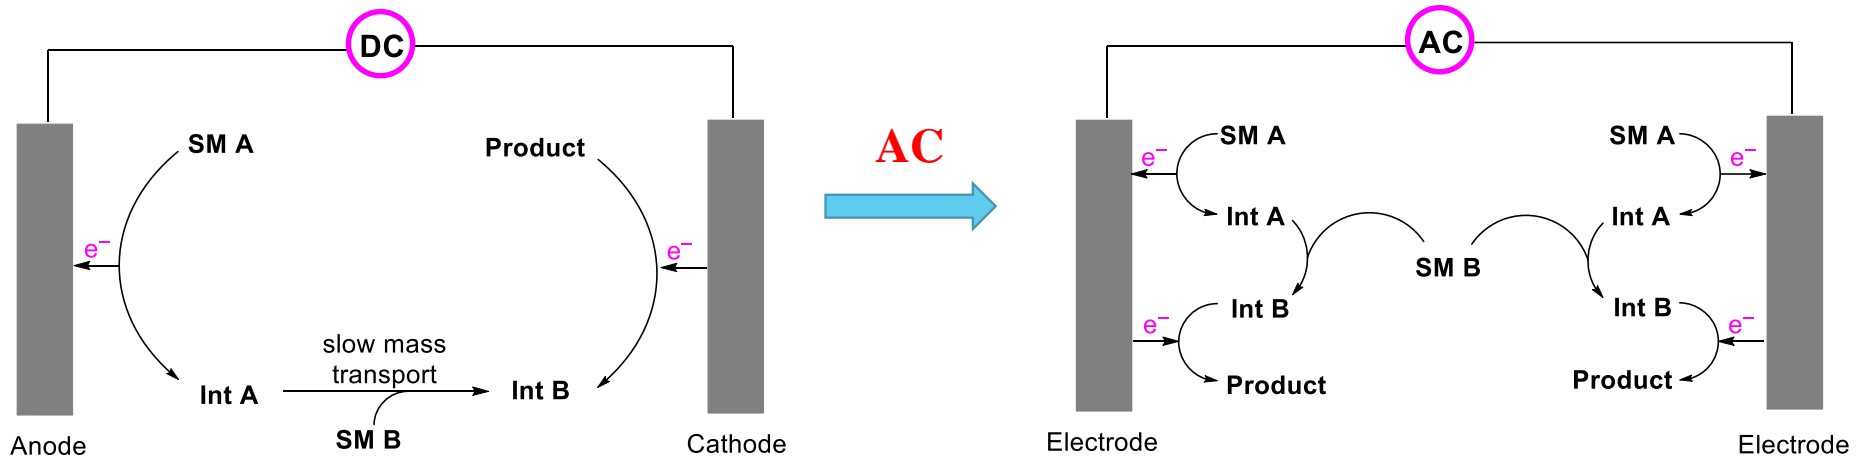 DC
SM A
Product
e⁻
e⁻
slow mass
transport
Int A
Int B
SM B
Anode
Cathode
AC
AC
SM A
SM A
e⁻
e⁻
Int A
Int A
SM B
Int B
Int B
e⁻
e⁻
Product
Product
Electrode
Electrode